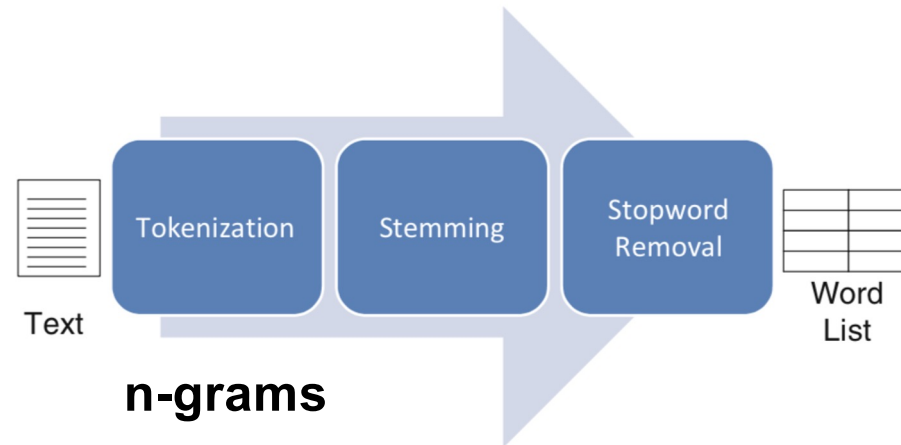 Text
Tokenization
Stemming
Stopword
Removal
Word
List
n-grams